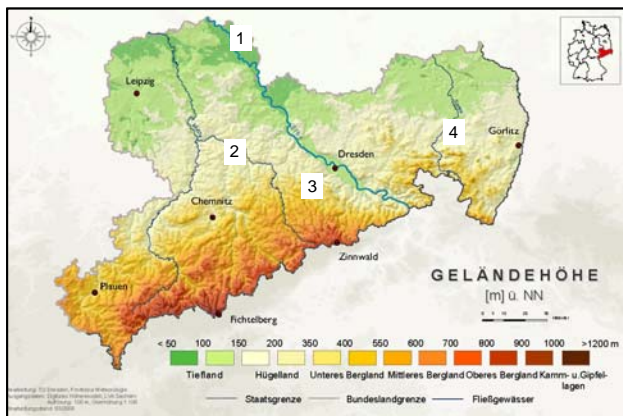 1
Leipzig
4
Görlitz
2
Dresden
3
Chemnitz
Zinnwald
Plauen
Fichtelberg
GELÄNDEHÖHE
[m] ü. NN
< 50 100 150 200 350 400 450 500 550 600 700 800 900 1000 >1200 m
Tiefland Hügelland Unteres Bergland Mittleres Bergland Oberes Bergland Kamm- u.Gipfel-
lagen
Staatsgrenze Bundeslandgrenze Fließgewässer